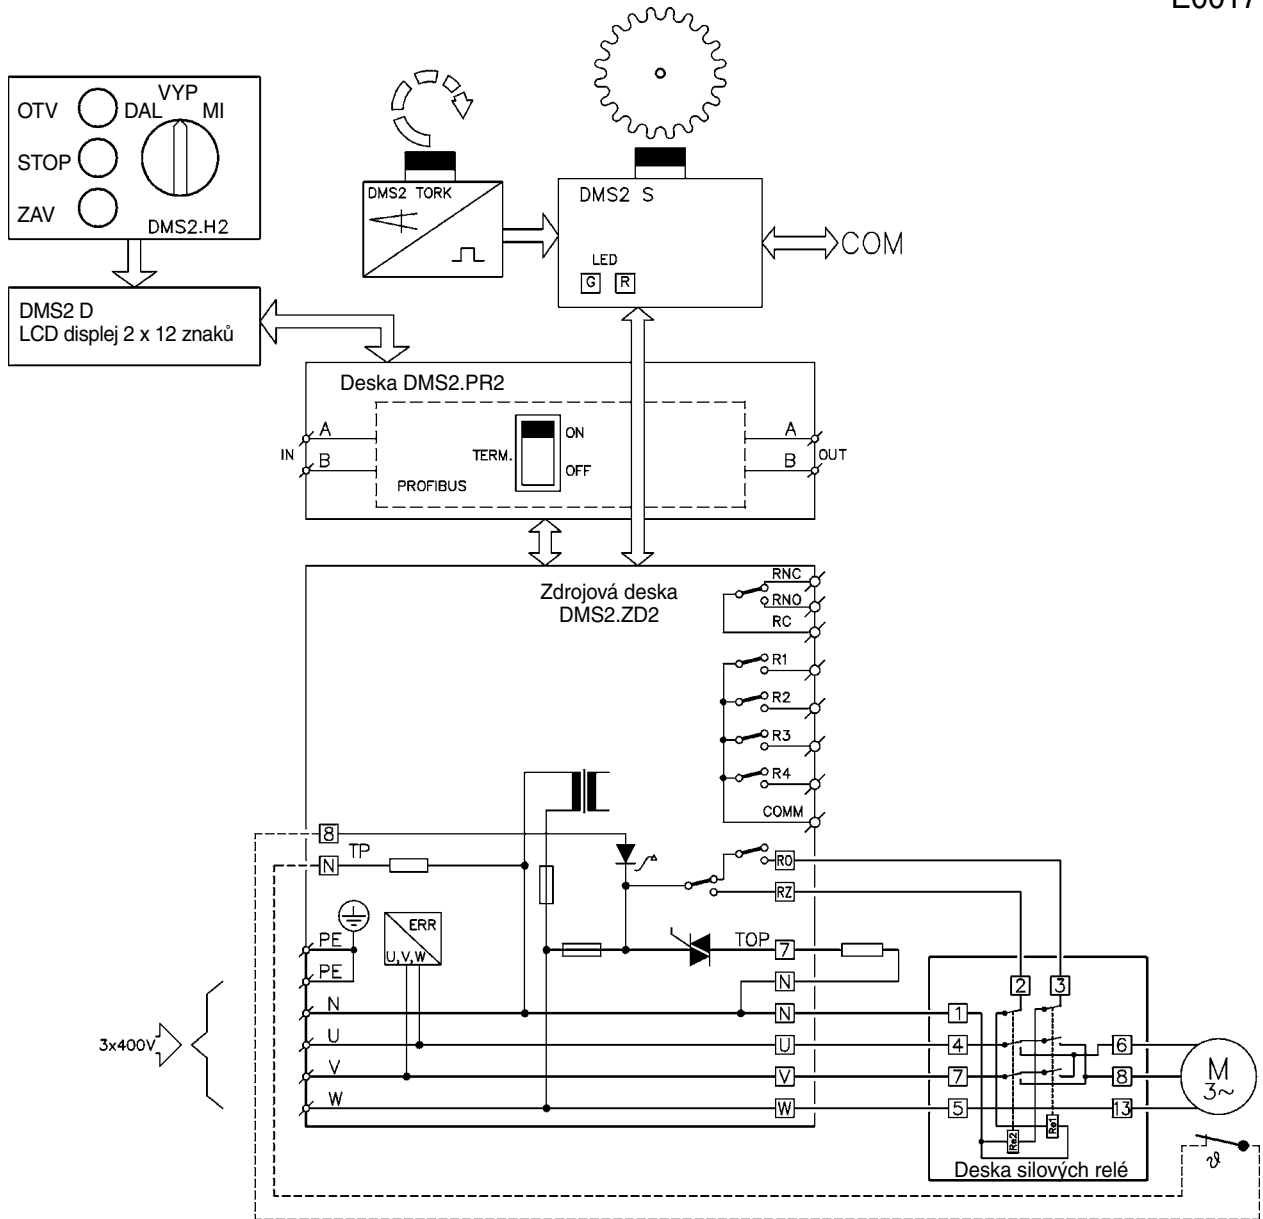 E0017
OTV
STOP
ZAV
DAL
VYP
MI
DMS2.H2
DMS2 D
LCD displej 2 x 12 znaků
DMS2 TORK
DMS2 S
LED
G
R
COM
Deska DMS2.PR2
A
IN
B
TERM.
ON
OFF
PROFIBUS
A
B
OUT
Zdrojová deska
DMS2.ZD2
RNC
RNO
RC
R1
R2
R3
R4
COMM
8
N
TP
PE
PE
ERR
U,V,W
RO
RZ
TOP
7
N
N
N
U
U
V
V
W
W
3x400V
2
3
1
4
7
5
6
8
13
Re2
Re1
Deska silových relé
M
3~
ϑ